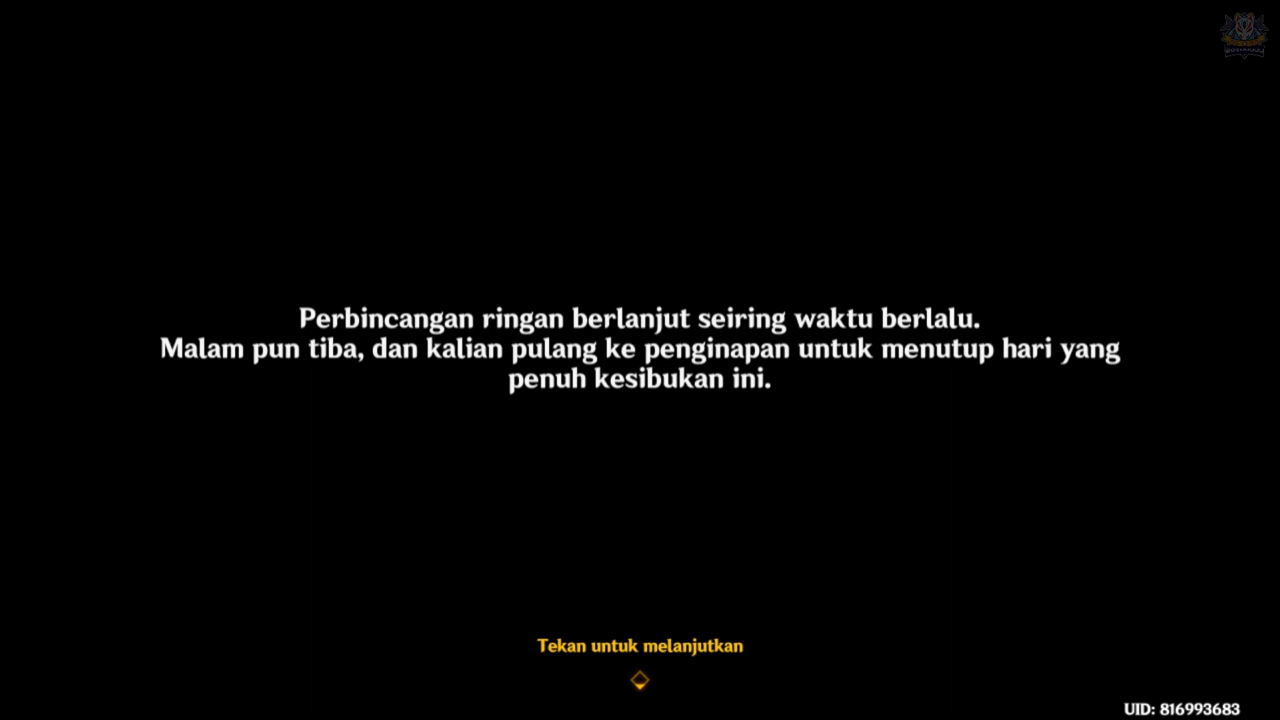 Perbincangan ringan berlanjut seiring waktu berlalu.
Malam pun tiba, dan kalian pulang ke penginapan untuk menutup hari yang
penuh kesibukan ini.
Tekan untuk melanjutkan
UID: 816993683